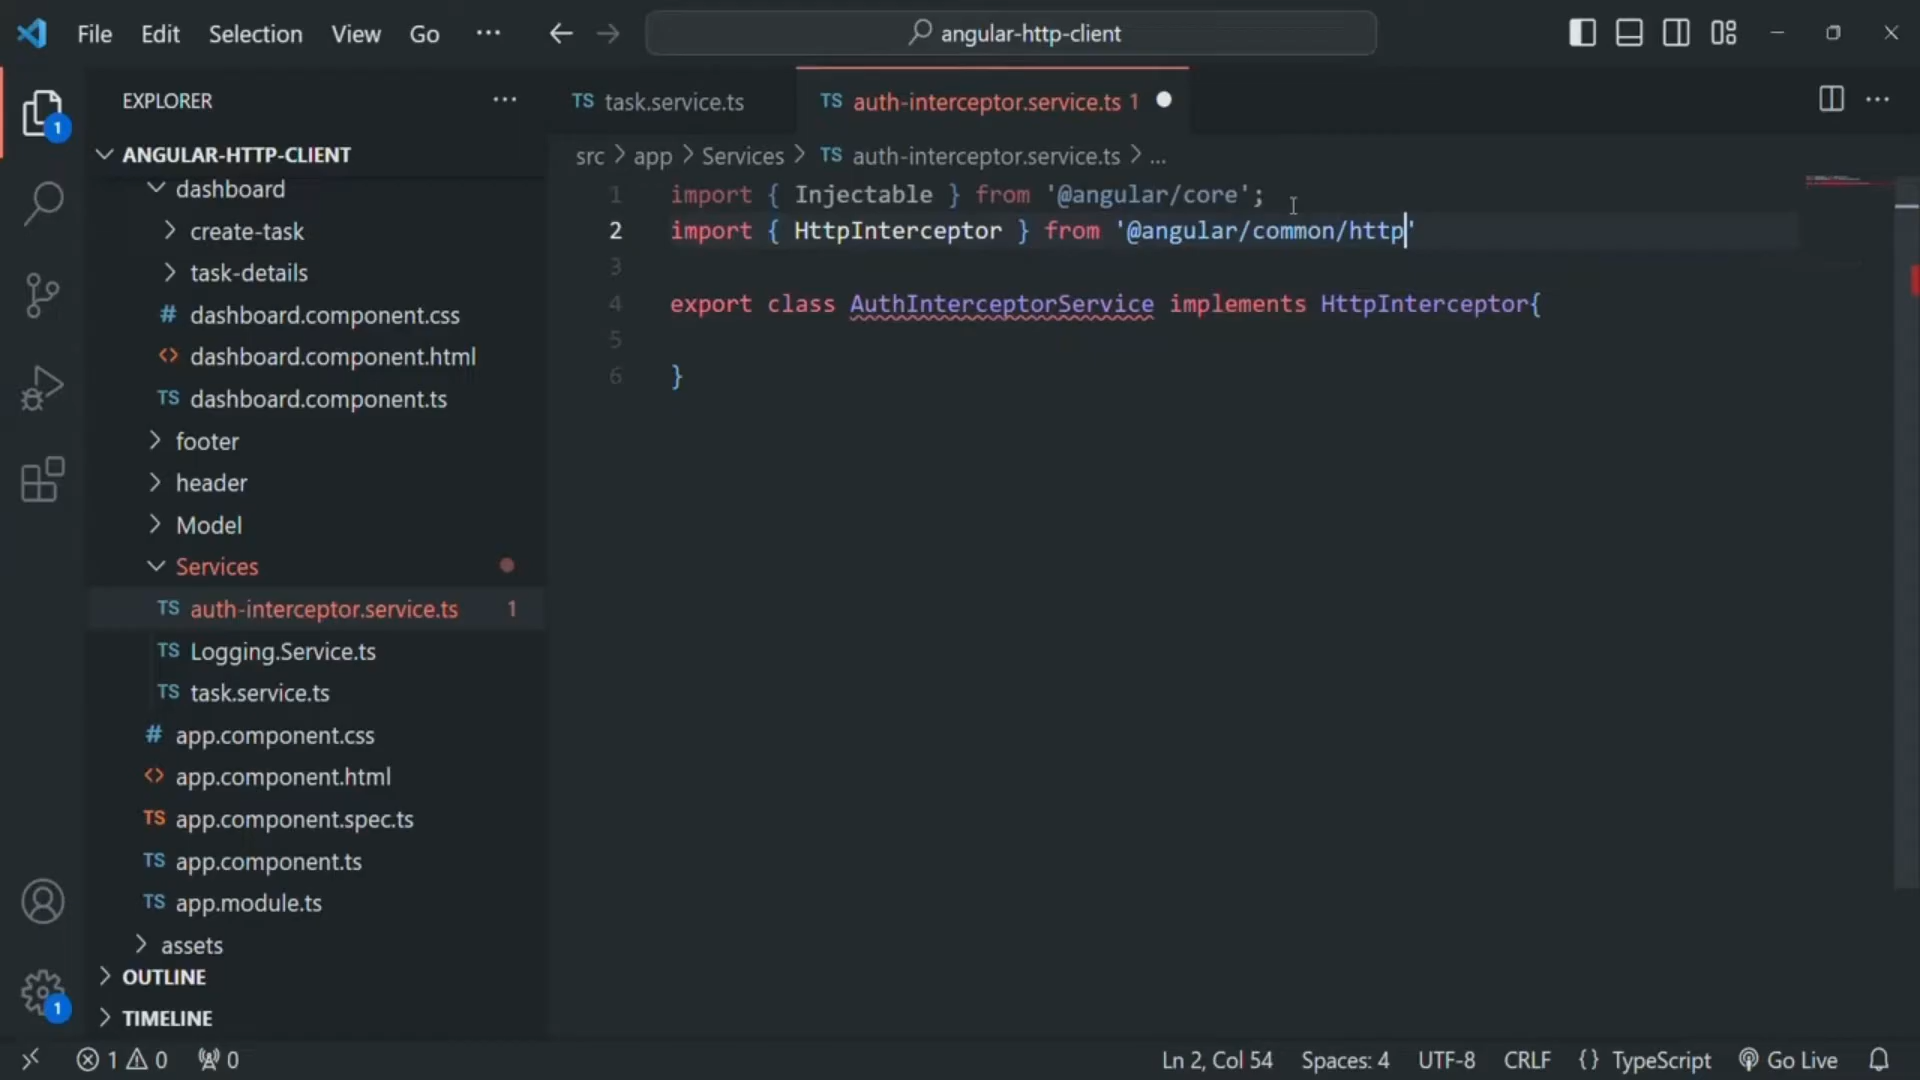 File Edit Selection View Go ··· angular-http-client
EXPLORER ···
ANGULAR-HTTP-CLIENT
dashboard
create-task
task-details
# dashboard.component.css
<> dashboard.component.html
TS dashboard.component.ts
footer
header
Model
Services
TS auth-interceptor.service.ts 1
TS Logging.Service.ts
TS task.service.ts
# app.component.css
<> app.component.html
TS app.component.spec.ts
TS app.component.ts
TS app.module.ts
assets
OUTLINE
TIMELINE
1
1
TS task.service.ts TS auth-interceptor.service.ts 1
src > app > Services > TS auth-interceptor.service.ts > ...
1 import { Injectable } from '@angular/core';
2 import { HttpInterceptor } from '@angular/common/http'
3
4 export class AuthInterceptorService implements HttpInterceptor{
5
6 }
1 0 0 Ln 2, Col 54 Spaces: 4 UTF-8 CRLF {} TypeScript Go Live